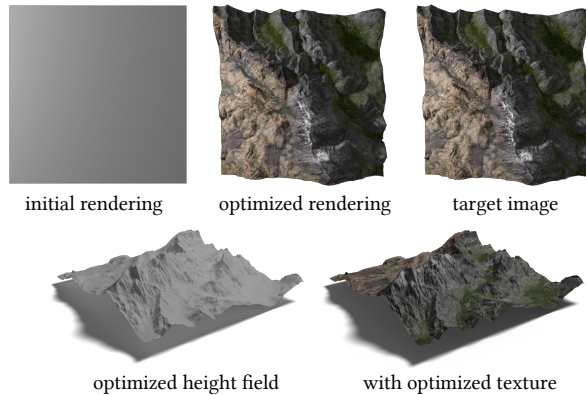 initial rendering
optimized rendering
target image
optimized height field
with optimized texture